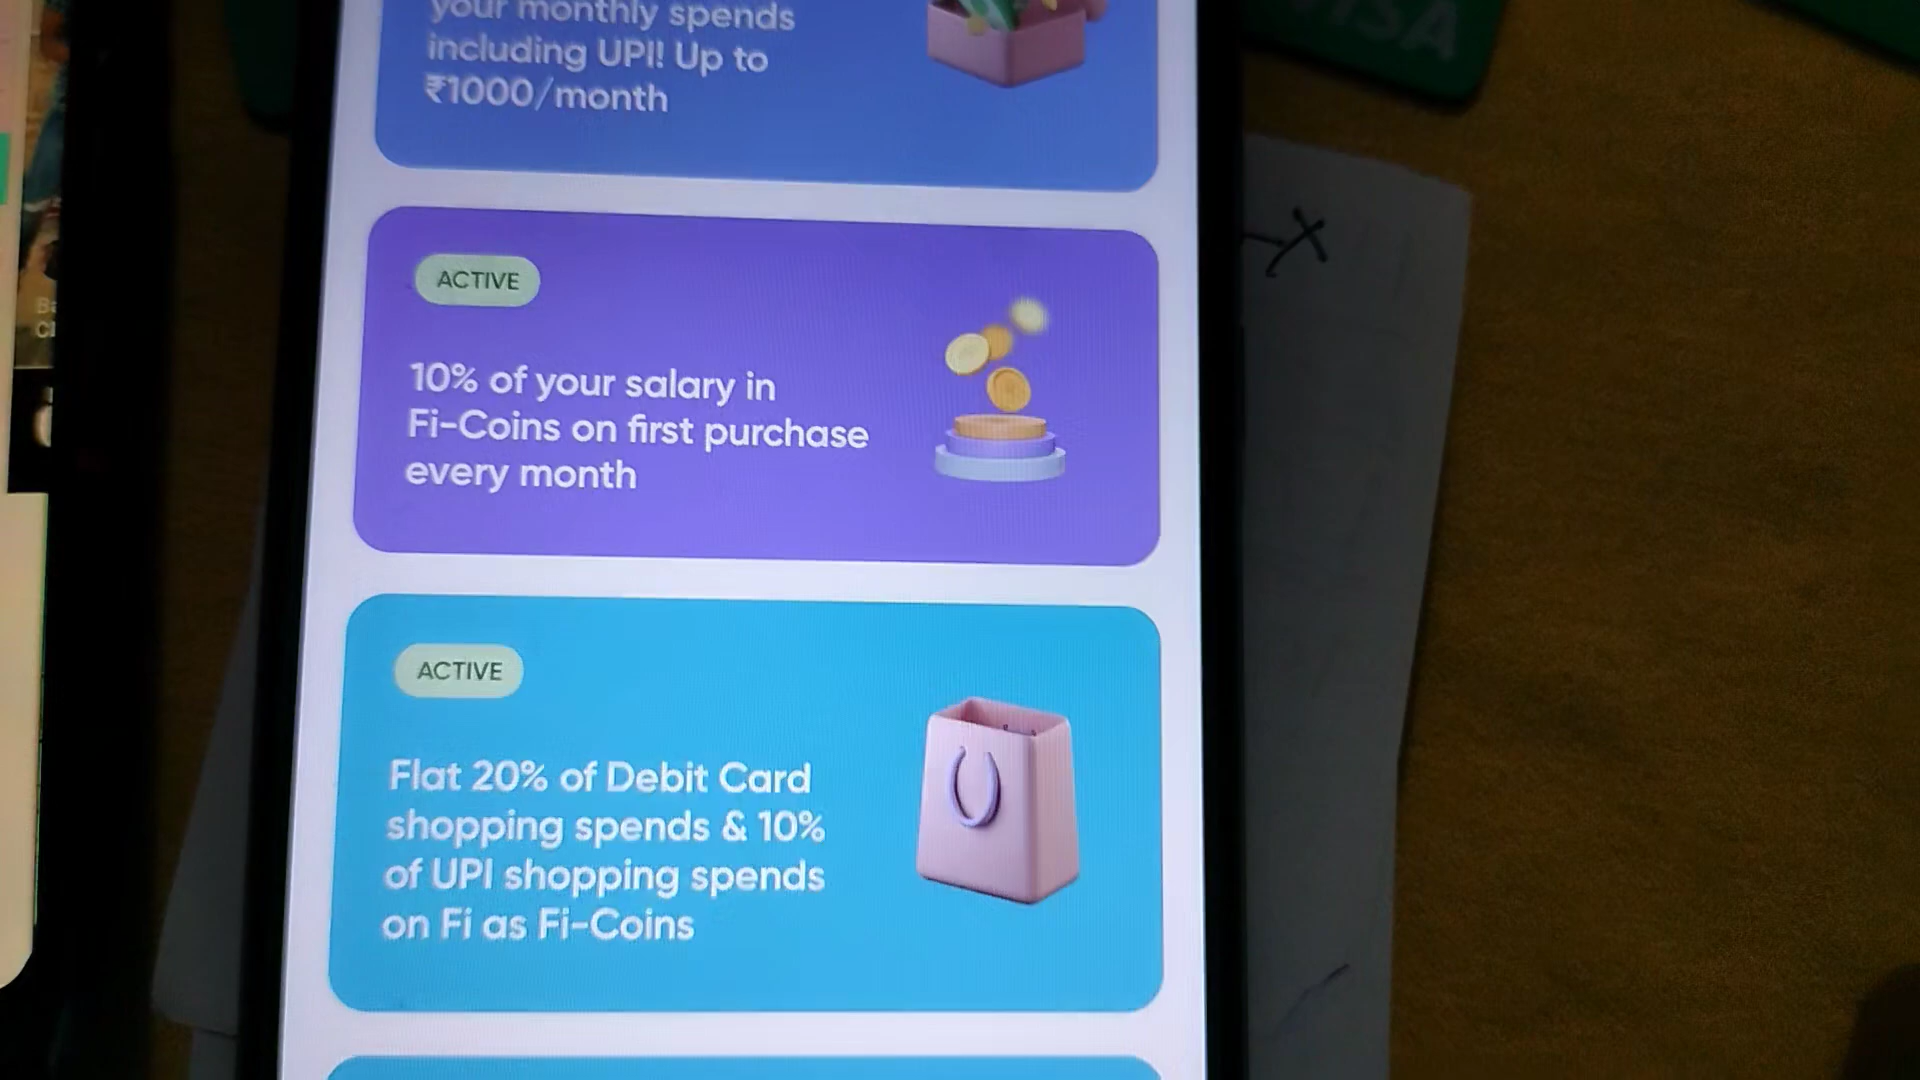 your monthly spends
including UPI! Up to
₹1000/month
VISA
ACTIVE
10% of your salary in
Fi-Coins on first purchase
every month
ACTIVE
Flat 20% of Debit Card
shopping spends & 10%
of UPI shopping spends
on Fi as Fi-Coins